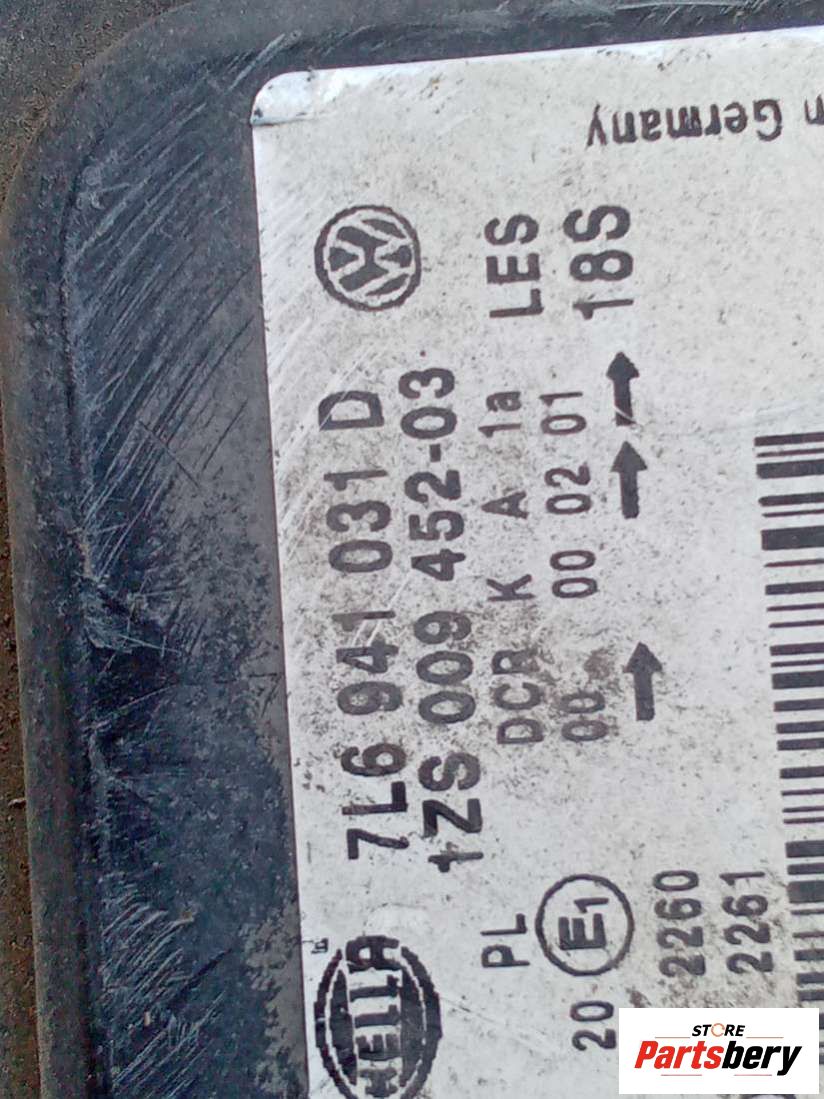 HELLA
7L6 941 031 D
1ZS 009 452-03
PL DCR K A 1a LES
20 E1 00 00 02 01 18S
2260
2261
Germany
STORE
Partsbery